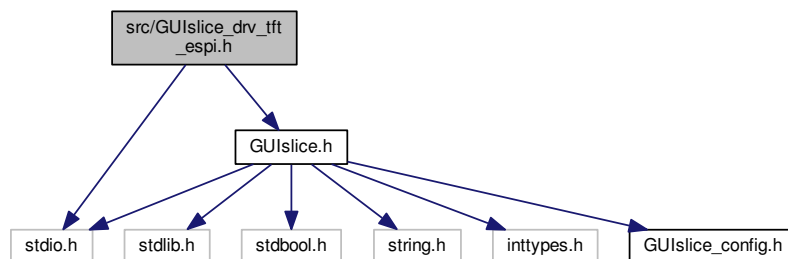 src/GUIslice_drv_tft
_espi.h
GUIslice.h
stdio.h
stdlib.h
stdbool.h
string.h
inttypes.h
GUIslice_config.h